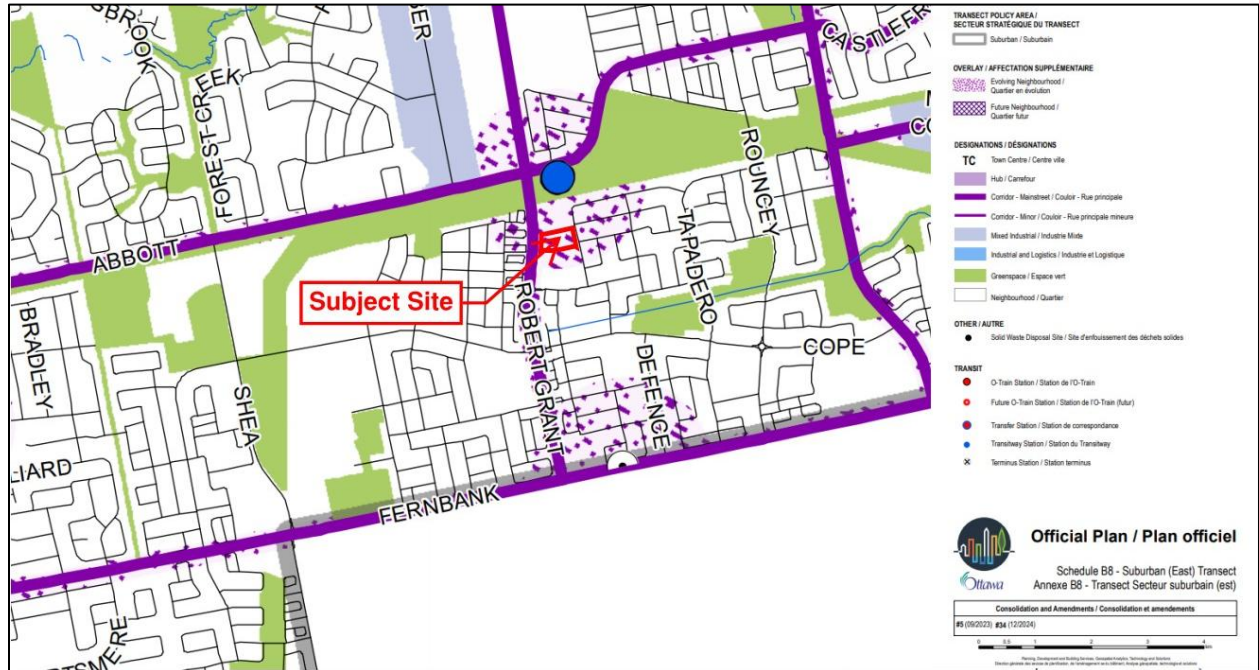 GBROOK
FOREST CREEK
BER
CASTLEFR
ROUNCEY
ABBOTT
TAPADERO
Subject Site
ROBERT GRANT
BRADLEY
SHEA
DEFENCE
COPE
LIARD
FERNBANK
RTSMERE
TRANSECT POLICY AREA /
SECTEUR STRATÉGIQUE DU TRANSECT
Suburban / Suburbain
OVERLAY / AFFECTATION SUPPLÉMENTAIRE
Evolving Neighbourhood /
Quartier en évolution
Future Neighbourhood /
Quartier futur
DESIGNATIONS / DÉSIGNATIONS
TC Town Centre / Centre ville
Hub / Carrefour
Corridor - Mainstreet / Couloir - Rue principale
Corridor - Minor / Couloir - Rue principale mineure
Mixed Industrial / Industrie Mixte
Industrial and Logistics / Industrie et Logistique
Greenspace / Espace vert
Neighbourhood / Quartier
OTHER / AUTRE
Solid Waste Disposal Site / Site d'enfouissement des déchets solides
TRANSIT
O-Train Station / Station de l'O-Train
Future O-Train Station / Station de l'O-Train (futur)
Transfer Station / Station de correspondance
Transitway Station / Station du Transitway
Terminus Station / Station terminus
Ottawa
Official Plan / Plan officiel
Schedule B8 - Suburban (East) Transect
Annexe B8 - Transect Secteur suburbain (est)
Consolidation and Amendments / Consolidation et amendements
#5 (09/2023) #34 (12/2024)
0 0.5 1 2 3 4